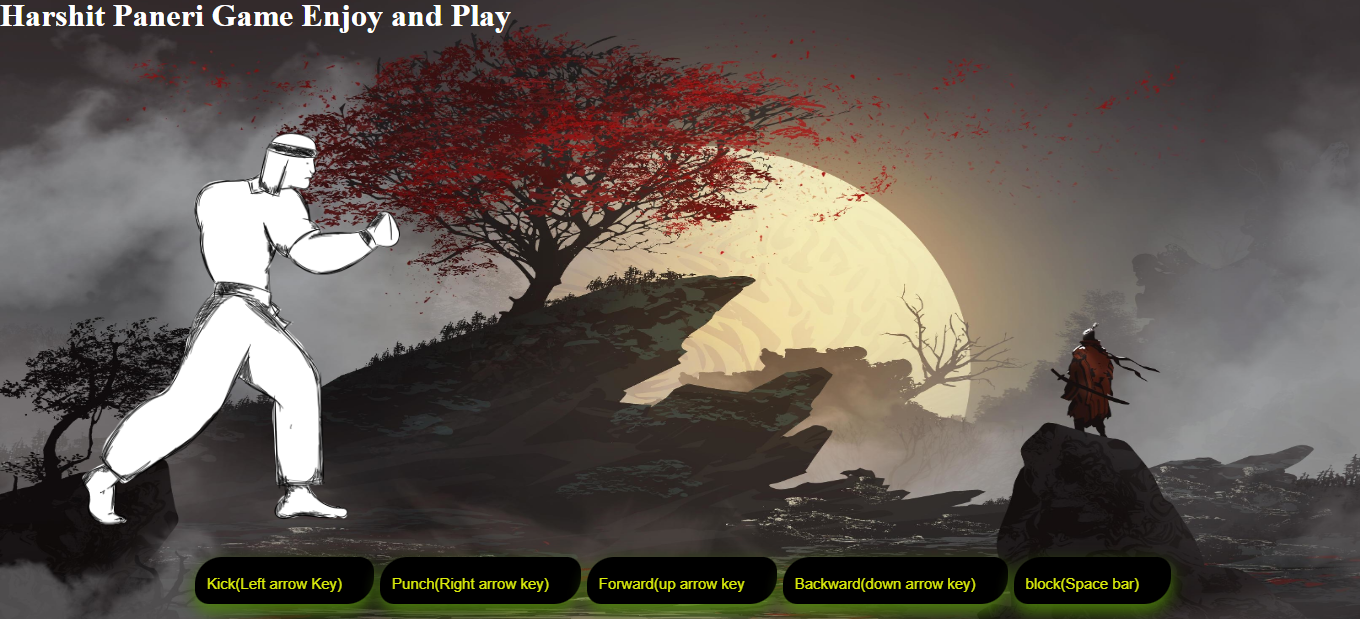 Harshit Paneri Game Enjoy and Play
Kick(Left arrow Key)
Punch(Right arrow key)
Forward(up arrow key
Backward(down arrow key)
block(Space bar)